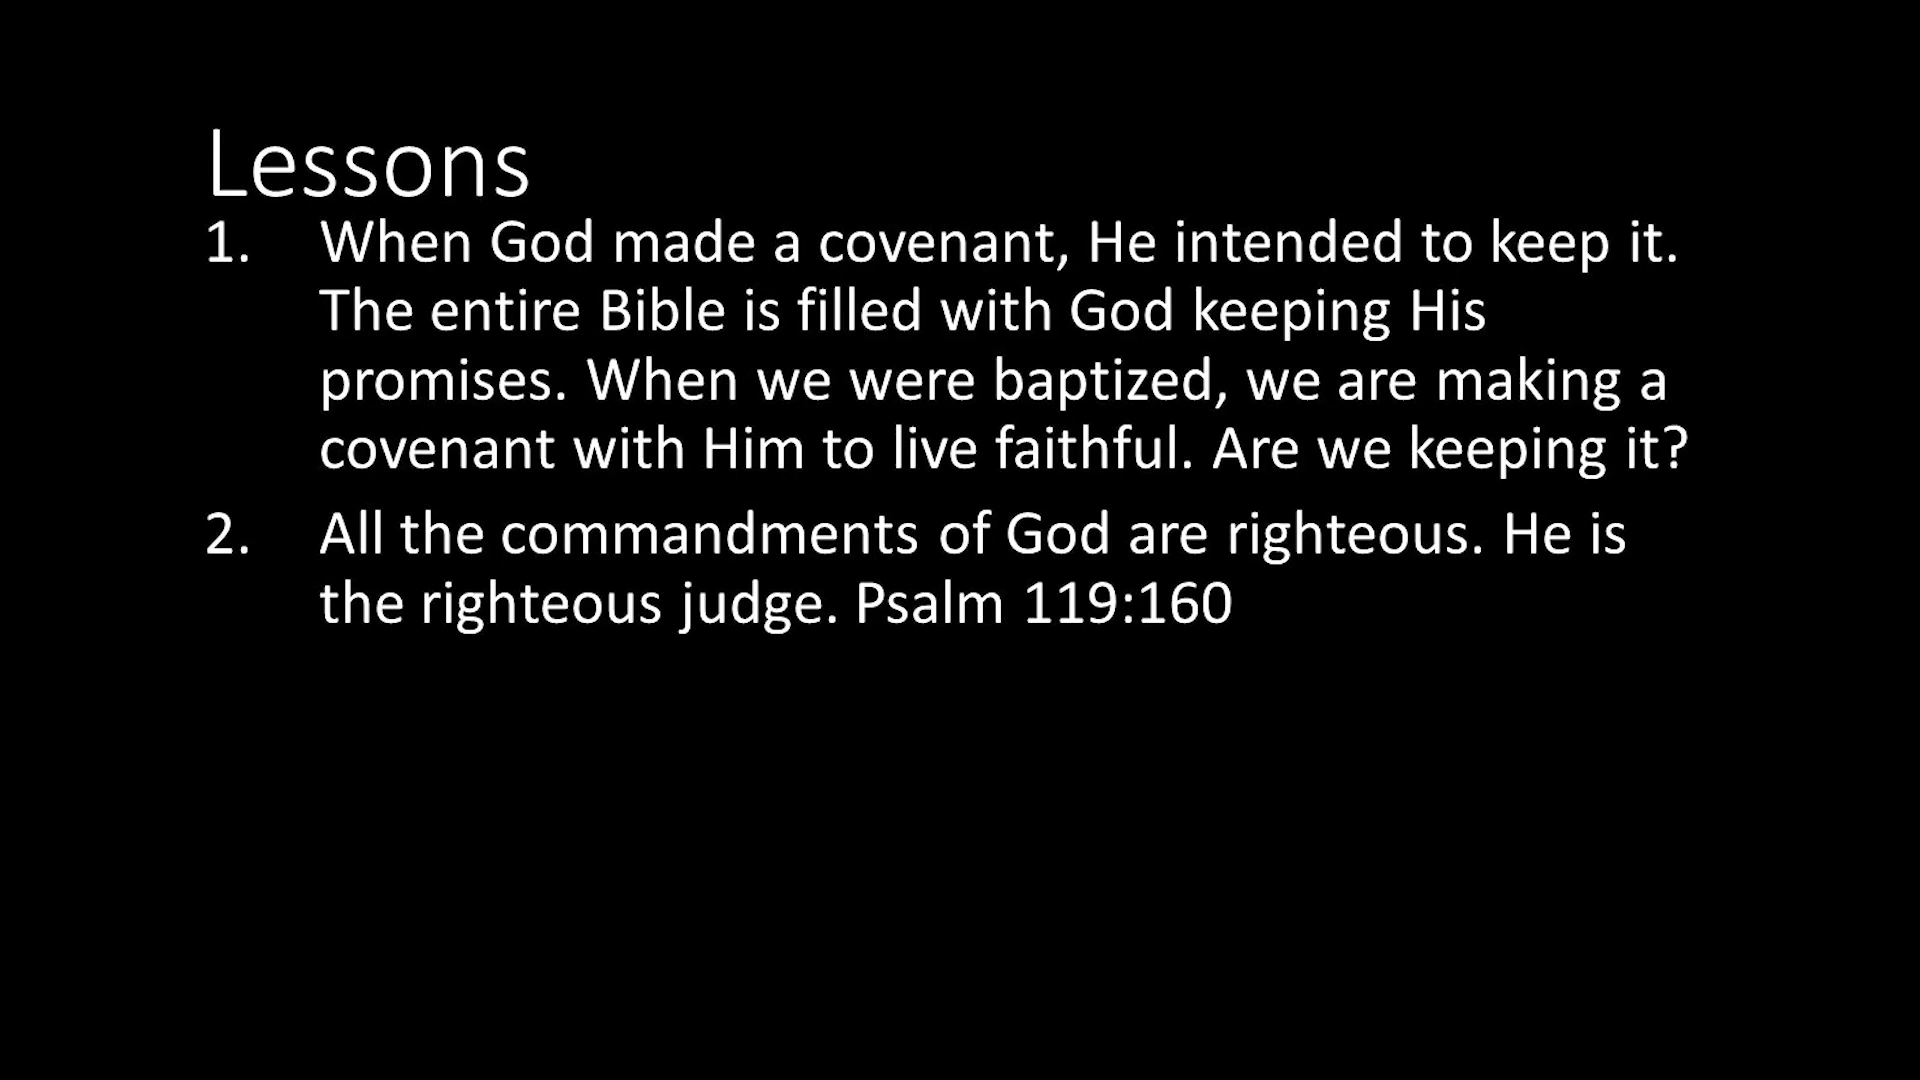 Lessons
1. When God made a covenant, He intended to keep it.
The entire Bible is filled with God keeping His
promises. When we were baptized, we are making a
covenant with Him to live faithful. Are we keeping it?
2. All the commandments of God are righteous. He is
the righteous judge. Psalm 119:160